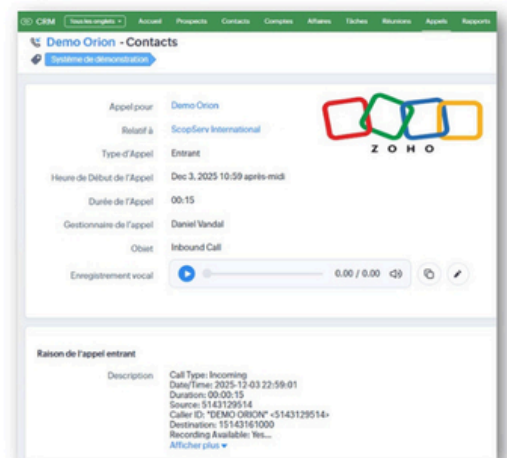 CRM Tous les onglets Accueil Prospects Contacts Comptes Affaires Tâches Réunions Appels Rapports
Demo Orion - Contacts
Système de démonstration
ZOHO
Appel pour Demo Orion
Relatif à ScopServ International
Type d'Appel Entrant
Heure de Début de l'Appel Dec 3, 2025 10:59 après-midi
Durée de l'Appel 00:15
Gestionnaire de l'appel Daniel Vandal
Objet Inbound Call
Enregistrement vocal 0.00 / 0.00
Raison de l'appel entrant
Description Call Type: Incoming
Date/Time: 2025-12-03 22:59:01
Duration: 00:00:15
Source: 5143129514
Caller ID: "DEMO ORION" <5143129514>
Destination: 15143161000
Recording Available: Yes...
Afficher plus